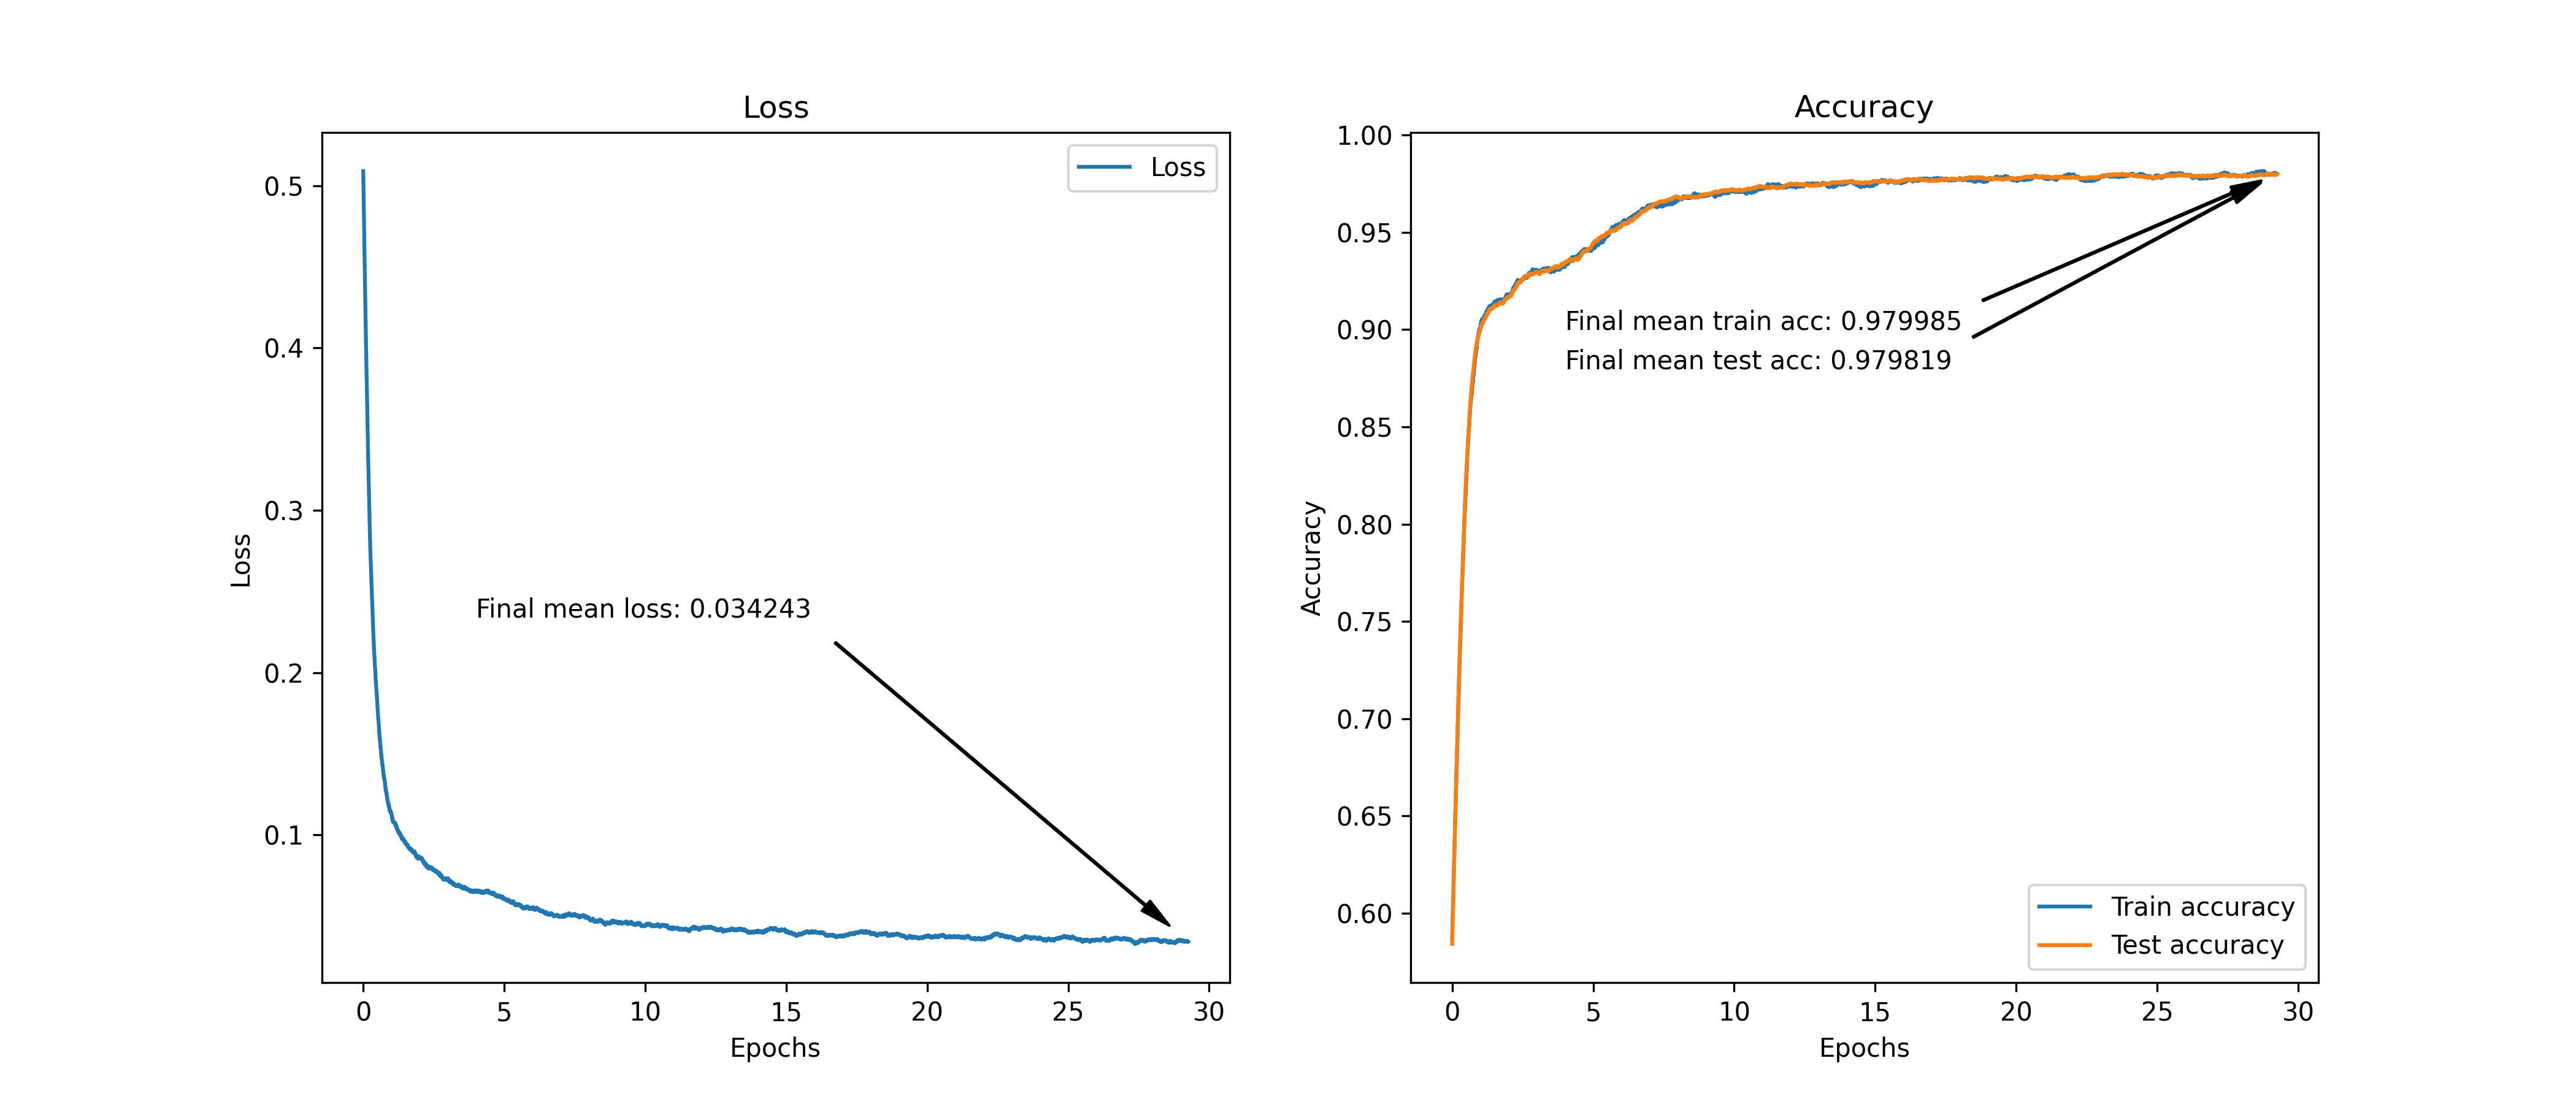 Loss
Loss
0.5
0.4
0.3
0.2
0.1
Loss
Final mean loss: 0.034243
0 5 10 15 20 25 30
Epochs
Accuracy
1.00
0.95
0.90
0.85
0.80
0.75
0.70
0.65
0.60
Accuracy
Final mean train acc: 0.979985
Final mean test acc: 0.979819
Train accuracy
Test accuracy
0 5 10 15 20 25 30
Epochs